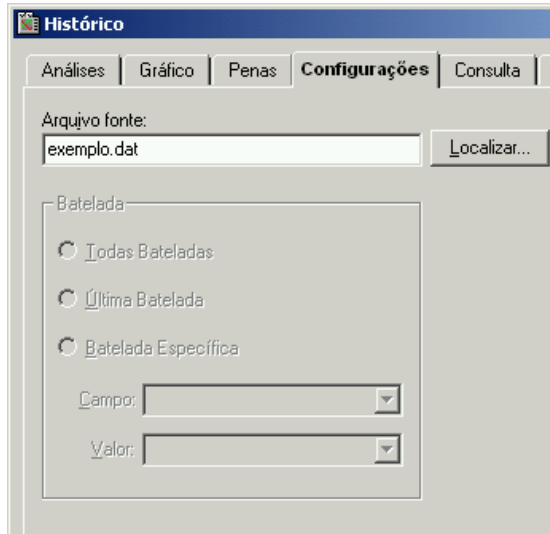 Histórico
Análises Gráfico Penas Configurações Consulta
Arquivo fonte:
exemplo.dat Localizar...
Batelada
Todas Bateladas
Última Batelada
Batelada Específica
Campo:
Valor: